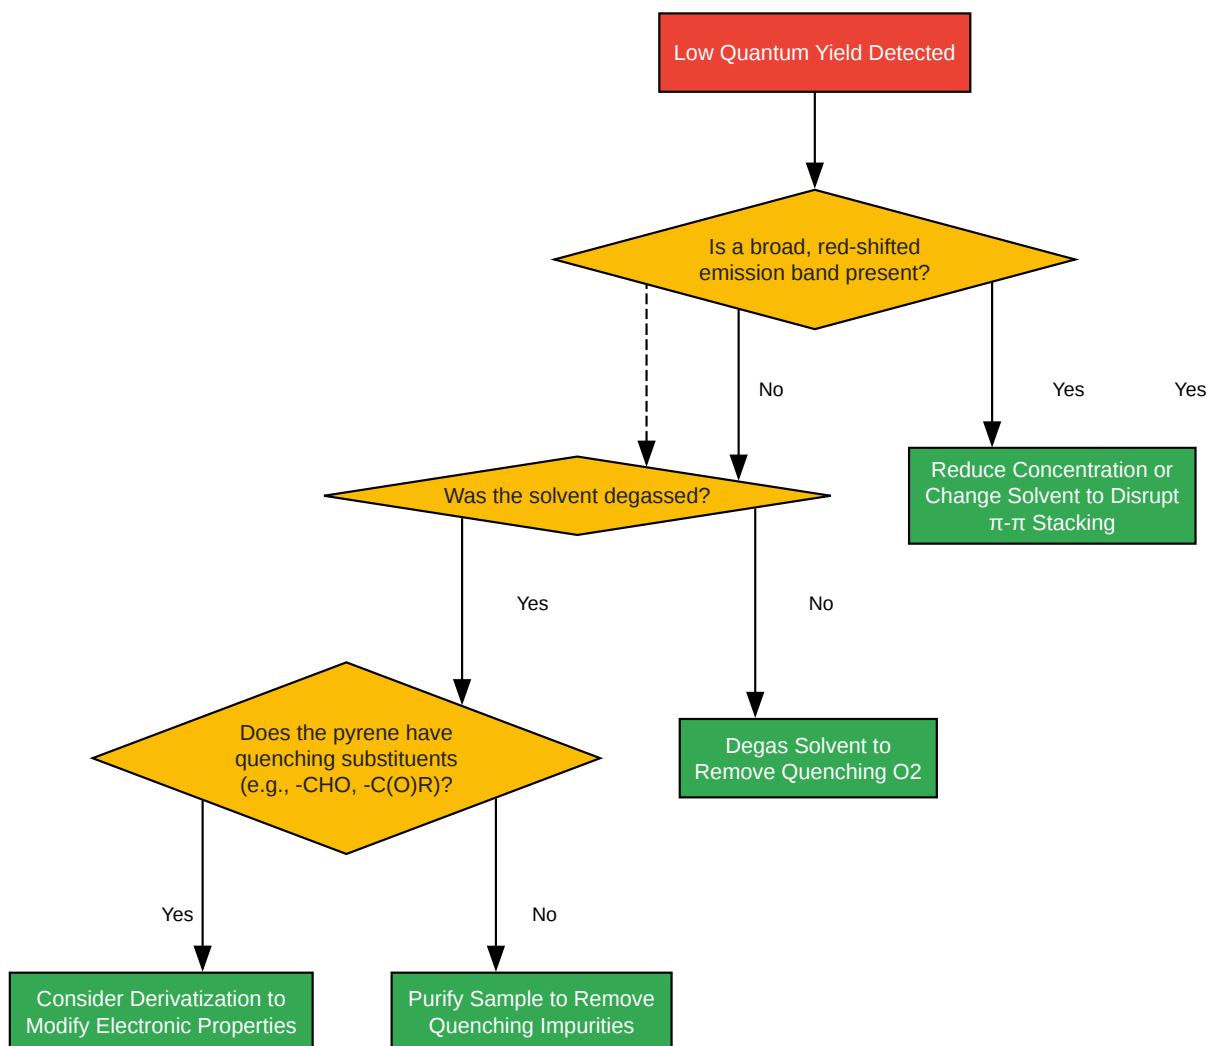 Low Quantum Yield Detected
Is a broad, red-shifted
emission band present?
No
Yes
Yes
Reduce Concentration or
Change Solvent to Disrupt
π-π Stacking
Was the solvent degassed?
Yes
No
Does the pyrene have
quenching substituents
(e.g., -CHO, -C(O)R)?
Degas Solvent to
Remove Quenching O2
Yes
No
Consider Derivatization to
Modify Electronic Properties
Purify Sample to Remove
Quenching Impurities